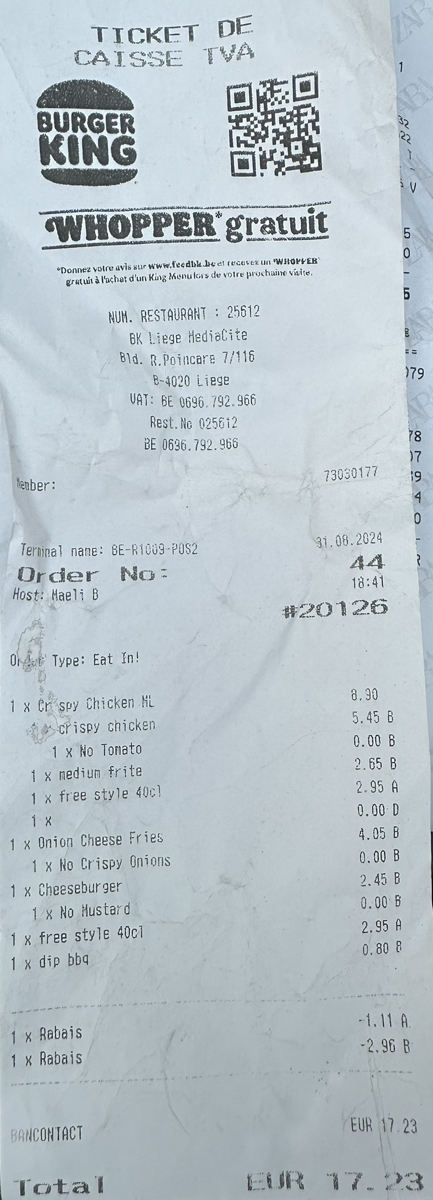 TICKET DE
CAISSE TVA
BURGER
KING
WHOPPER* gratuit
*Donnez votre avis sur www.feedbk.be et recevez un *WHOPPER*
gratuit à l'achat d'un King Menu lors de votre prochaine visite.
NUM. RESTAURANT : 25612
BK Liege MediaCite
Bld. R.Poincare 7/116
B-4020 Liege
VAT: BE 0696.792.966
Rest.No 025612
BE 0696.792.966
Member: 73030177
Terminal name: BE-R1009-POS2 31.08.2024
Order No: 44
Host: Maeli B 18:41
#20126
Order Type: Eat In!
1 x Crispy Chicken ML 8.90
crispy chicken 5.45 B
1 x No Tomato 0.00 B
1 x medium frite 2.65 B
1 x free style 40cl 2.95 A
1 x 0.00 D
1 x Onion Cheese Fries 4.05 B
1 x No Crispy Onions 0.00 B
1 x Cheeseburger 2.45 B
1 x No Mustard 0.00 B
1 x free style 40cl 2.95 A
1 x dip bbq 0.80 B
1 x Rabais -1.11 A
1 x Rabais -2.96 B
BANCONTACT EUR 17.23
Total EUR 17.23